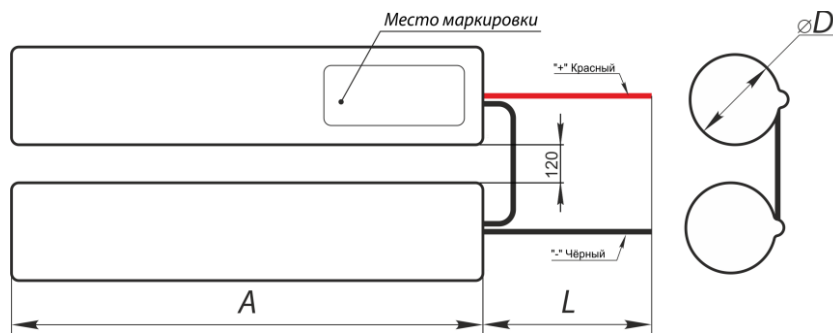 Место маркировки
⌀D
"+" Красный
120
"-" Чёрный
A
L